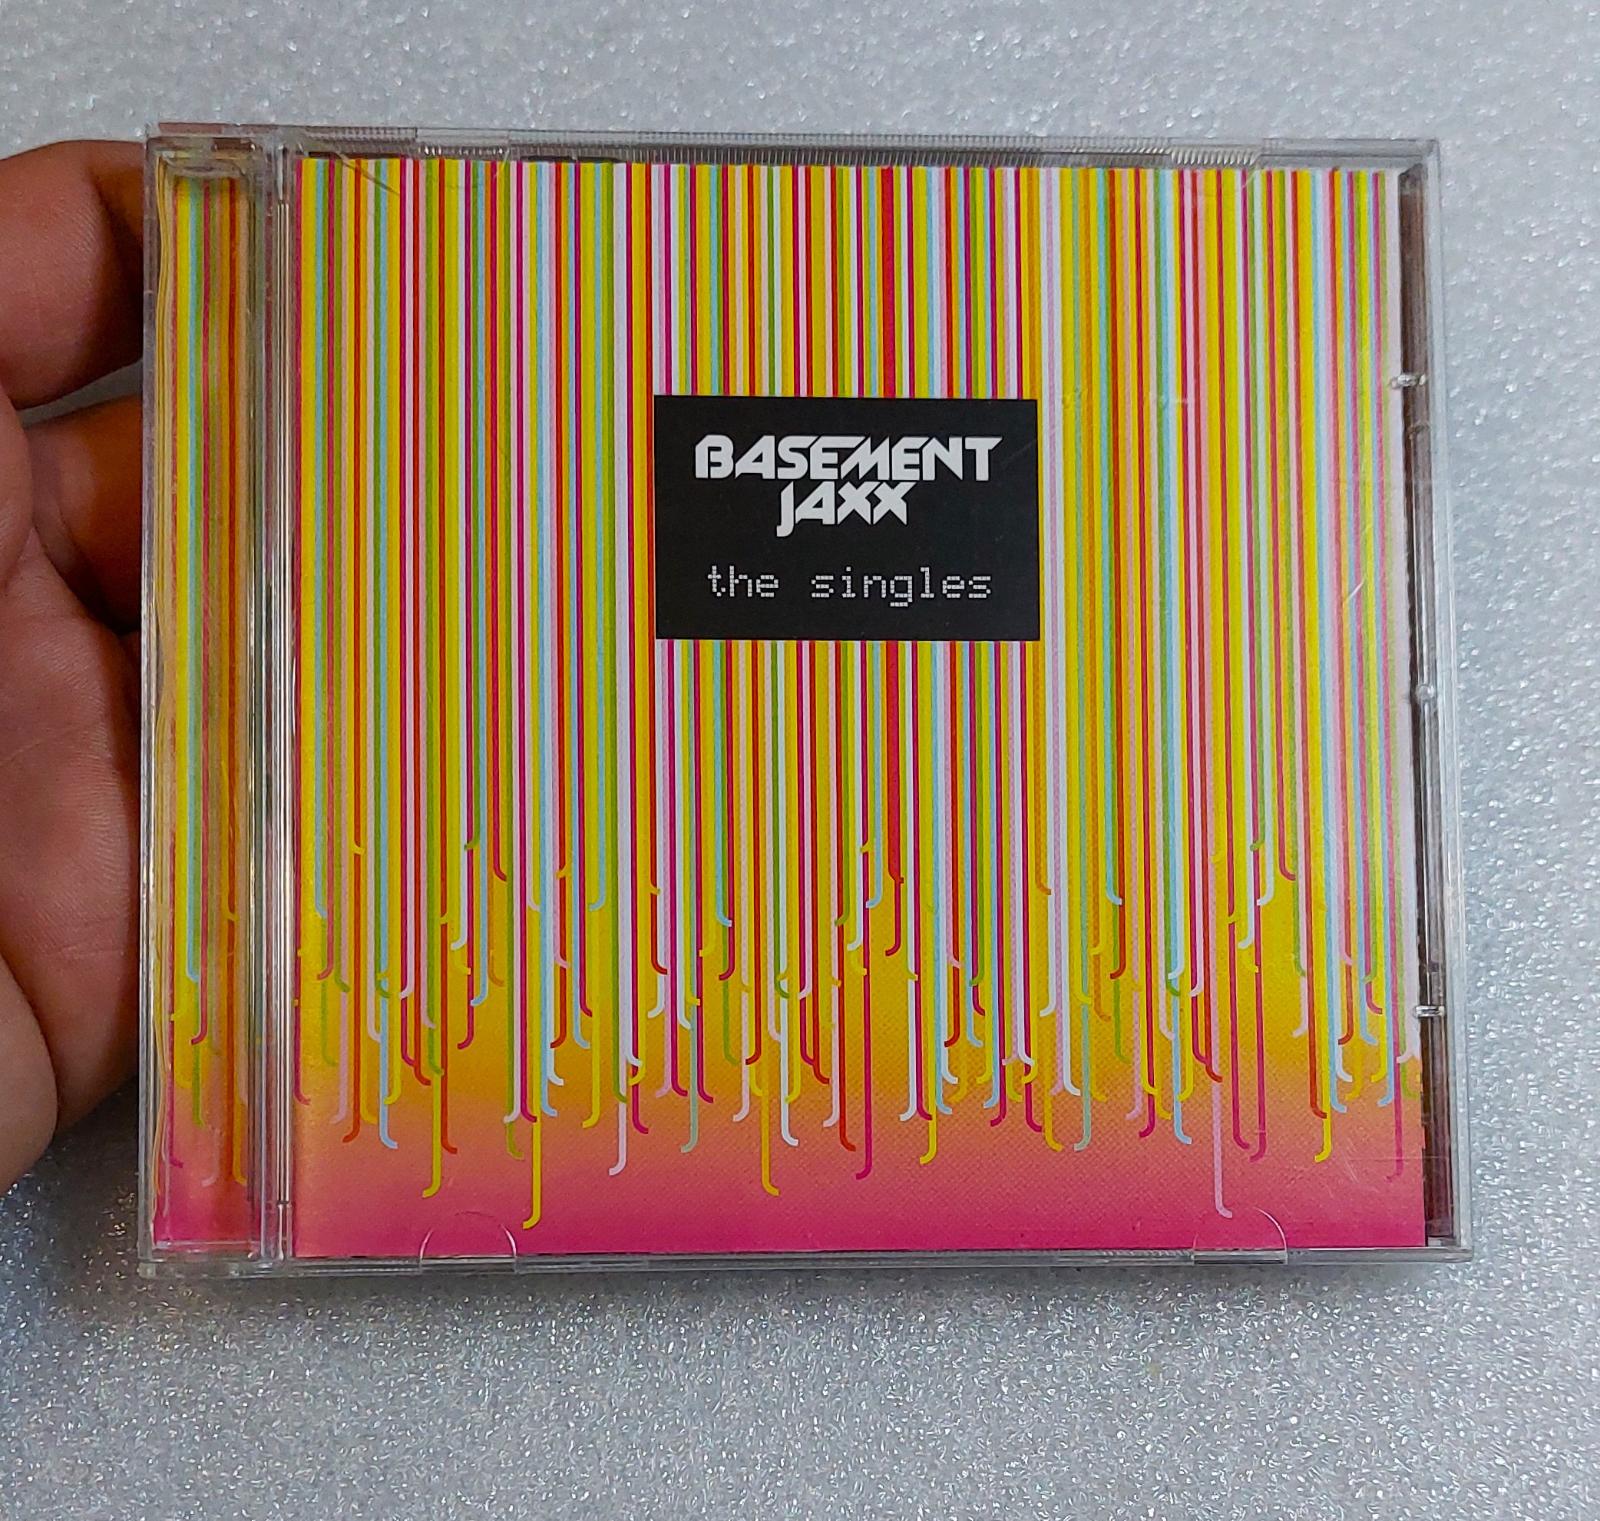 BASEMENT
JAXX
the singles